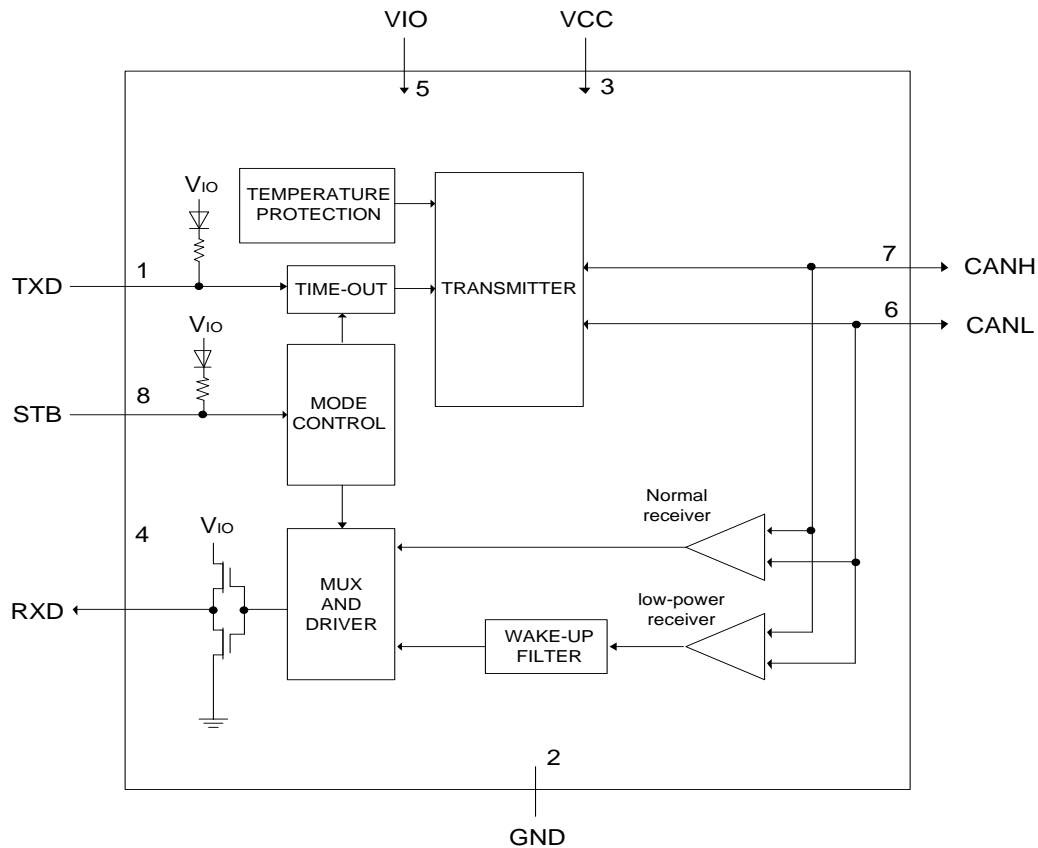 VIO
VCC
5
3
VIO
TEMPERATURE
PROTECTION
1
7
TXD
TIME-OUT
TRANSMITTER
CANH
VIO
6
CANL
8
STB
MODE
CONTROL
Normal
receiver
4
VIO
MUX
AND
DRIVER
RXD
low-power
receiver
WAKE-UP
FILTER
2
GND